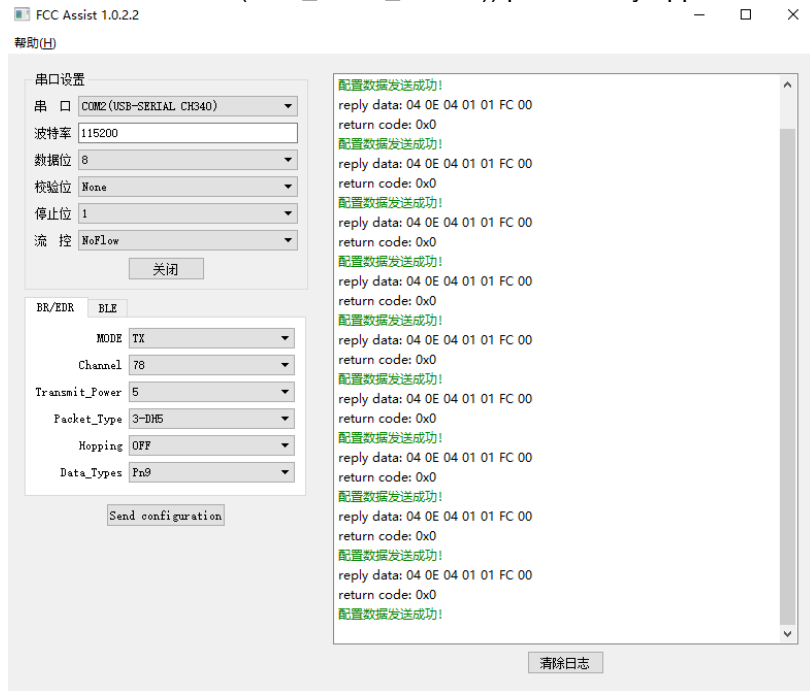 FCC Assist 1.0.2.2
帮助(H)
串口设置
串 口 COM2(USB-SERIAL CH340)
波特率 115200
数据位 8
校验位 None
停止位 1
流 控 NoFlow
关闭
BR/EDR BLE
MODE TX
Channel 78
Transmit_Power 5
Packet_Type 3-DH5
Hopping OFF
Data_Types Pn9
Send configuration
配置数据发送成功!
reply data: 04 0E 04 01 01 FC 00
return code: 0x0
配置数据发送成功!
reply data: 04 0E 04 01 01 FC 00
return code: 0x0
配置数据发送成功!
reply data: 04 0E 04 01 01 FC 00
return code: 0x0
配置数据发送成功!
reply data: 04 0E 04 01 01 FC 00
return code: 0x0
配置数据发送成功!
reply data: 04 0E 04 01 01 FC 00
return code: 0x0
配置数据发送成功!
reply data: 04 0E 04 01 01 FC 00
return code: 0x0
配置数据发送成功!
reply data: 04 0E 04 01 01 FC 00
return code: 0x0
配置数据发送成功!
reply data: 04 0E 04 01 01 FC 00
return code: 0x0
配置数据发送成功!
reply data: 04 0E 04 01 01 FC 00
return code: 0x0
配置数据发送成功!
清除日志